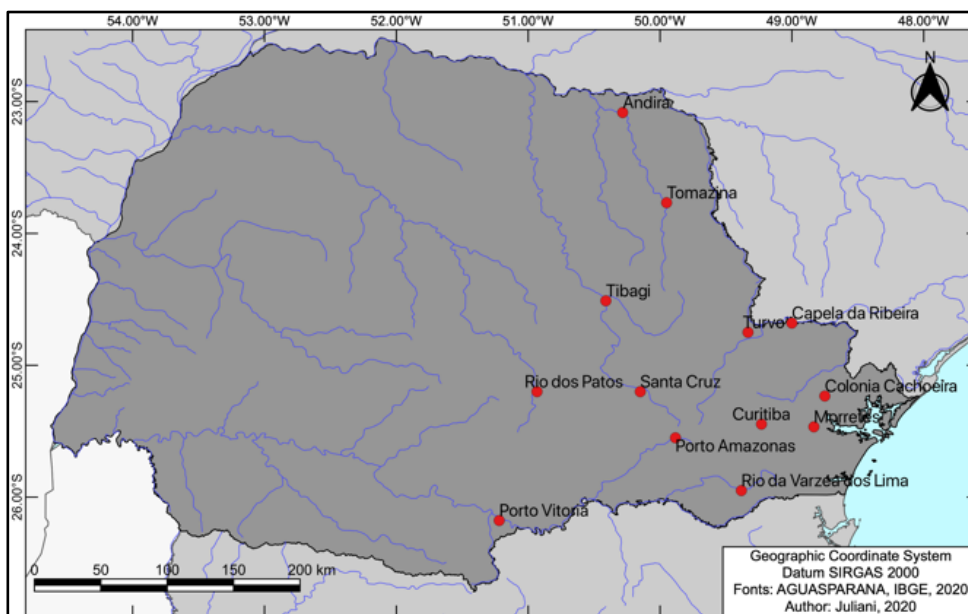 54.00°W 53.00°W 52.00°W 51.00°W 50.00°W 49.00°W 48.00°W
N
23.00°S
Andira
Tomazina
24.00°S
Tibagi
Capela da Ribeira
Turvo
25.00°S
Rio dos Patos
Santa Cruz
Colonia Cachoeira
Curitiba
Morretes
Porto Amazonas
Rio da Varzea dos Lima
26.00°S
Porto Vitoria
0 50 100 150 200 km
Geographic Coordinate System
Datum SIRGAS 2000
Fonts: AGUASPARANA, IBGE, 2020
Author: Juliani, 2020